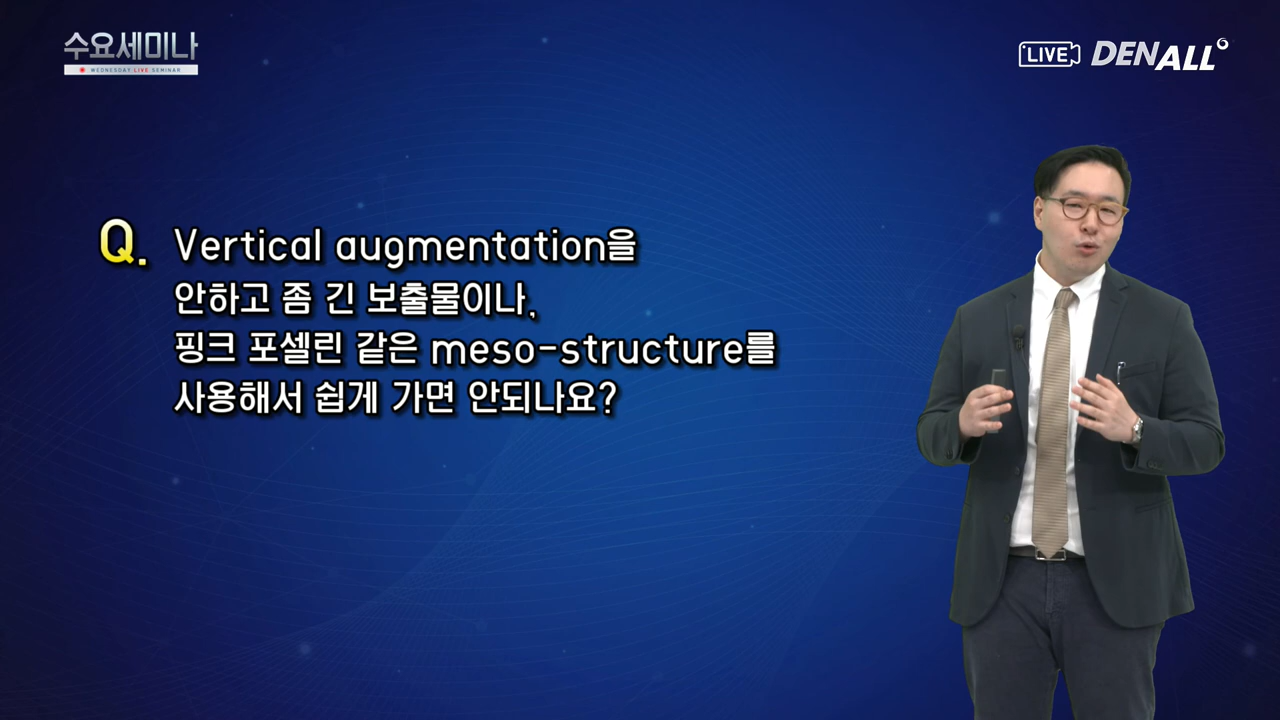 수요세미나
WEDNESDAY LIVE SEMINAR
LIVE DENALL
Q. Vertical augmentation을
안하고 좀 긴 보출물이나,
핑크 포셀린 같은 meso-structure를
사용해서 쉽게 가면 안되나요?